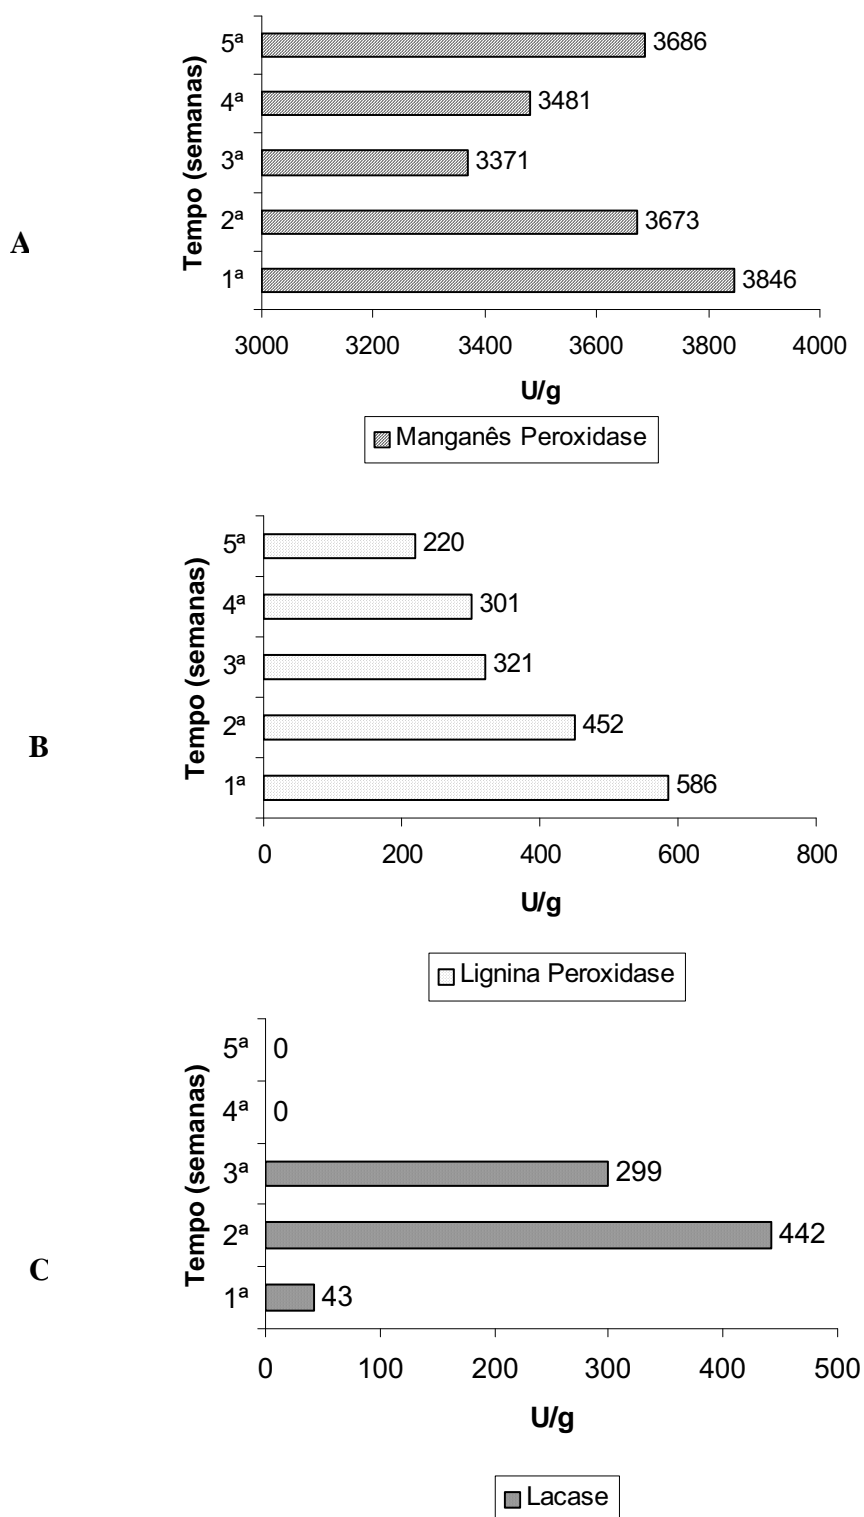 A
Tempo (semanas)
5ª
3686
4ª
3481
3ª
3371
2ª
3673
1ª
3846
3000 3200 3400 3600 3800 4000
U/g
Manganês Peroxidase
B
Tempo (semanas)
5ª
220
4ª
301
3ª
321
2ª
452
1ª
586
0 200 400 600 800
U/g
Lignina Peroxidase
C
Tempo (semanas)
5ª
0
4ª
0
3ª
299
2ª
442
1ª
43
0 100 200 300 400 500
U/g
Lacase